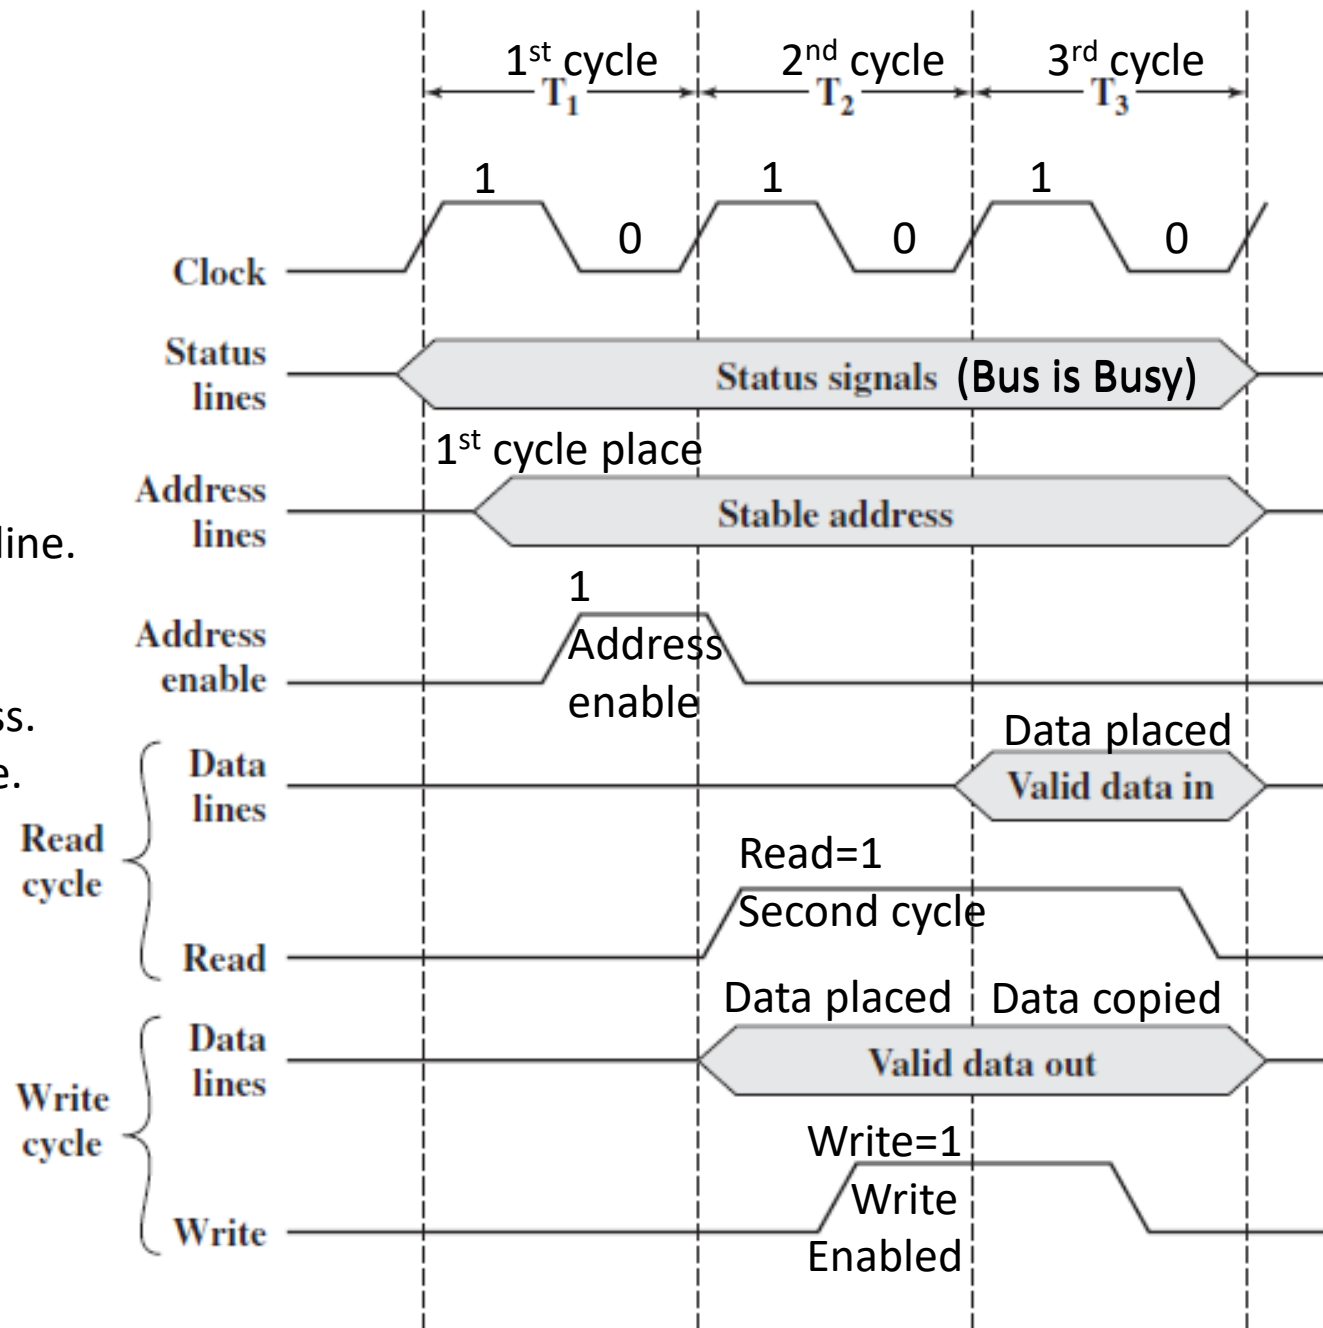 1st cycle 2nd cycle 3rd cycle
T1 T2 T3
1 1 1
0 0 0
Clock
Status
lines
Status signals (Bus is Busy)
1st cycle place
Address
lines
Stable address
line.
1
Address
enable
Address
enable
ss.
e.
Data placed
Data
lines
Valid data in
Read
cycle
Read=1
Second cycle
Read
Data placed Data copied
Data
lines
Valid data out
Write
cycle
Write=1
Write
Enabled
Write